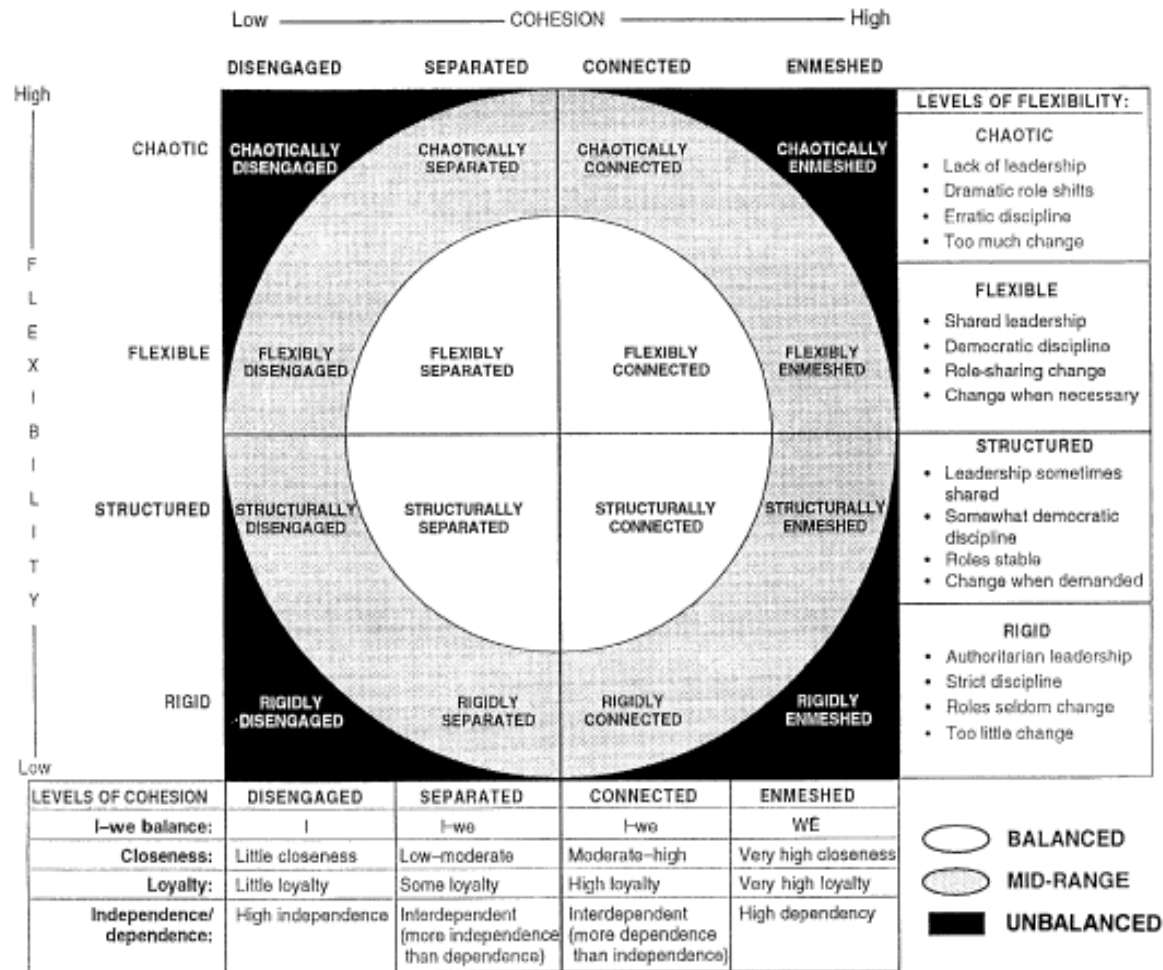 Low COHESION High
DISENGAGED SEPARATED CONNECTED ENMESHED
High
FLEXIBILITY
Low
CHAOTIC
CHAOTICALLY
DISENGAGED
CHAOTICALLY
SEPARATED
CHAOTICALLY
CONNECTED
CHAOTICALLY
ENMESHED
FLEXIBLE
FLEXIBLY
DISENGAGED
FLEXIBLY
SEPARATED
FLEXIBLY
CONNECTED
FLEXIBLY
ENMESHED
STRUCTURED
STRUCTURALLY
DISENGAGED
STRUCTURALLY
SEPARATED
STRUCTURALLY
CONNECTED
STRUCTURALLY
ENMESHED
RIGID
RIGIDLY
DISENGAGED
RIGIDLY
SEPARATED
RIGIDLY
CONNECTED
RIGIDLY
ENMESHED
LEVELS OF FLEXIBILITY:
CHAOTIC
• Lack of leadership
• Dramatic role shifts
• Erratic discipline
• Too much change
FLEXIBLE
• Shared leadership
• Democratic discipline
• Role-sharing change
• Change when necessary
STRUCTURED
• Leadership sometimes
shared
• Somewhat democratic
discipline
• Roles stable
• Change when demanded
RIGID
• Authoritarian leadership
• Strict discipline
• Roles seldom change
• Too little change
LEVELS OF COHESION DISENGAGED SEPARATED CONNECTED ENMESHED
I–we balance: I I–we I–we WE
Closeness: Little closeness Low–moderate Moderate–high Very high closeness
Loyalty: Little loyalty Some loyalty High loyalty Very high loyalty
Independence/
dependence:
High independence
Interdependent
(more independence
than dependence)
Interdependent
(more dependence
than independence)
High dependency
BALANCED
MID-RANGE
UNBALANCED